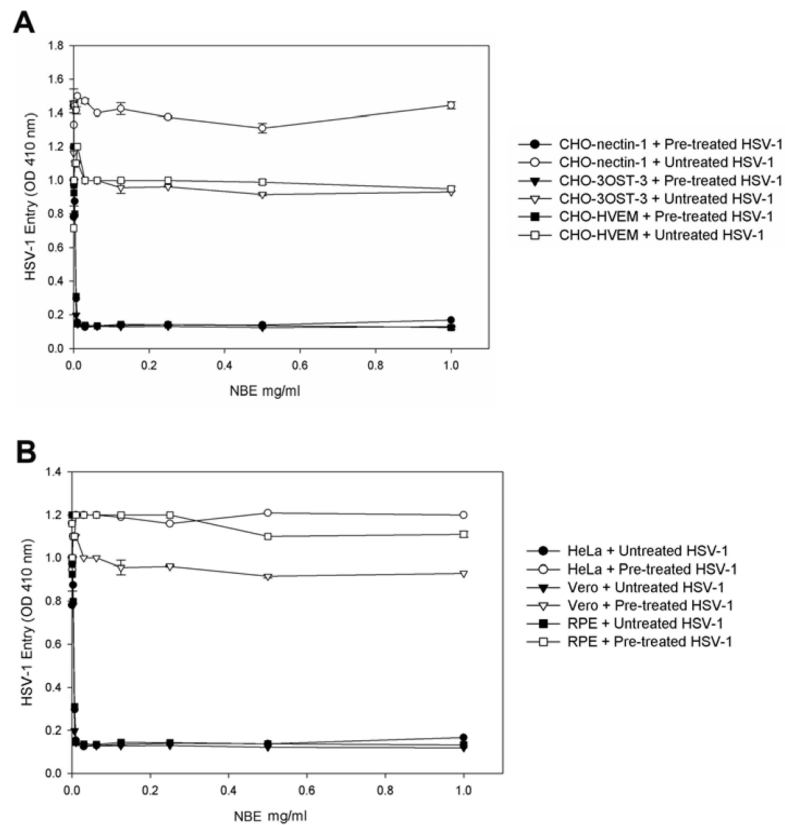 A
HSV-1 Entry (OD 410 nm)
1.8
1.6
1.4
1.2
1.0
0.8
0.6
0.4
0.2
0.0
0.0 0.2 0.4 0.6 0.8 1.0
NBE mg/ml
CHO-nectin-1 + Pre-treated HSV-1
CHO-nectin-1 + Untreated HSV-1
CHO-3OST-3 + Pre-treated HSV-1
CHO-3OST-3 + Untreated HSV-1
CHO-HVEM + Pre-treated HSV-1
CHO-HVEM + Untreated HSV-1
B
HSV-1 Entry (OD 410 nm)
1.4
1.2
1.0
0.8
0.6
0.4
0.2
0.0
0.0 0.2 0.4 0.6 0.8 1.0
NBE mg/ml
HeLa + Untreated HSV-1
HeLa + Pre-treated HSV-1
Vero + Untreated HSV-1
Vero + Pre-treated HSV-1
RPE + Untreated HSV-1
RPE + Pre-treated HSV-1